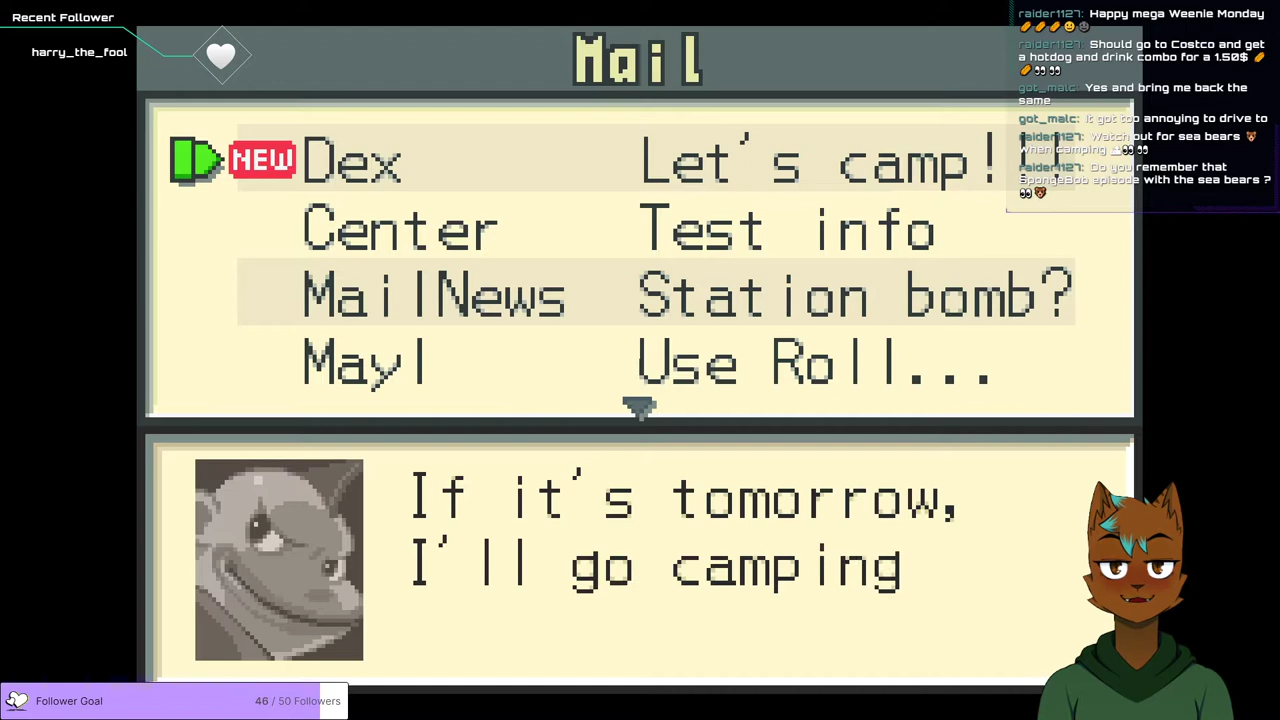 Recent Follower
harry_the_fool
Mail
NEW Dex Let's camp!!
Center Test info
MailNews Station bomb?
Mayl Use Roll...
If it's tomorrow,
I'll go camping
raider1127: Happy mega Weenie Monday
raider1127: Should go to Costco and get
a hotdog and drink combo for a 1.50$
got_malc: Yes and bring me back the
same
got_malc: it got too annoying to drive to
raider1127: Watch out for sea bears
when camping
raider1127: Do you remember that
SpongeBob episode with the sea bears ?
Follower Goal
46 / 50 Followers